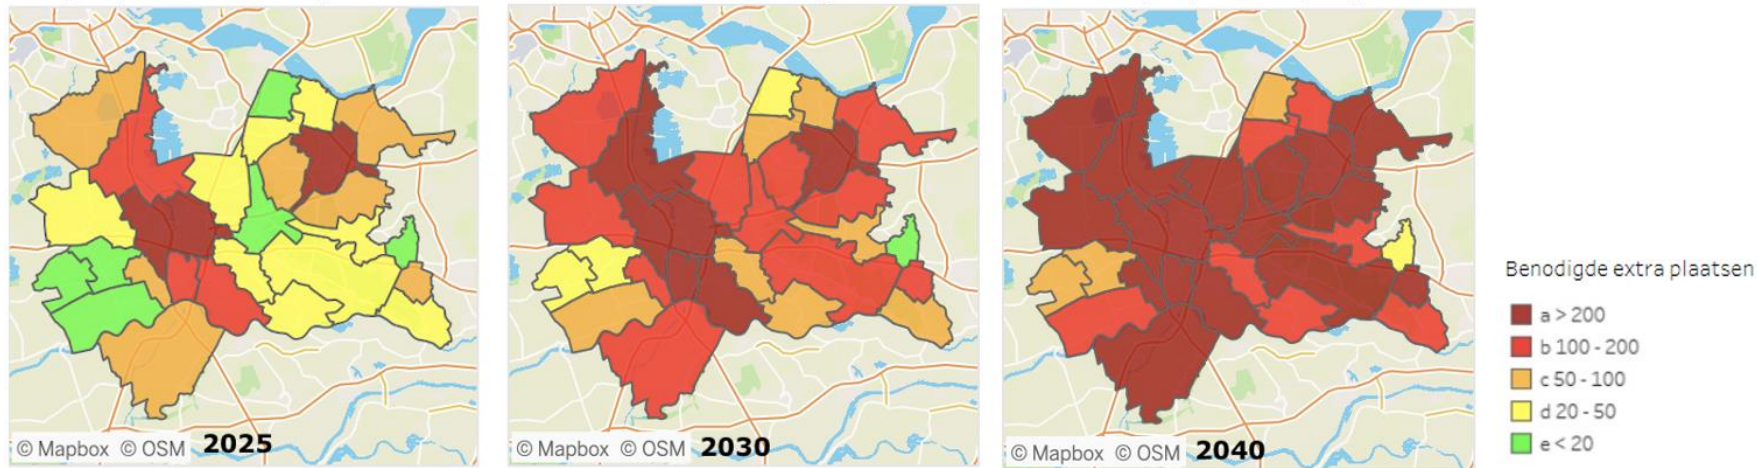 © Mapbox © OSM 2025
© Mapbox © OSM 2030
© Mapbox © OSM 2040
Benodigde extra plaatsen
a > 200
b 100 - 200
c 50 - 100
d 20 - 50
e < 20